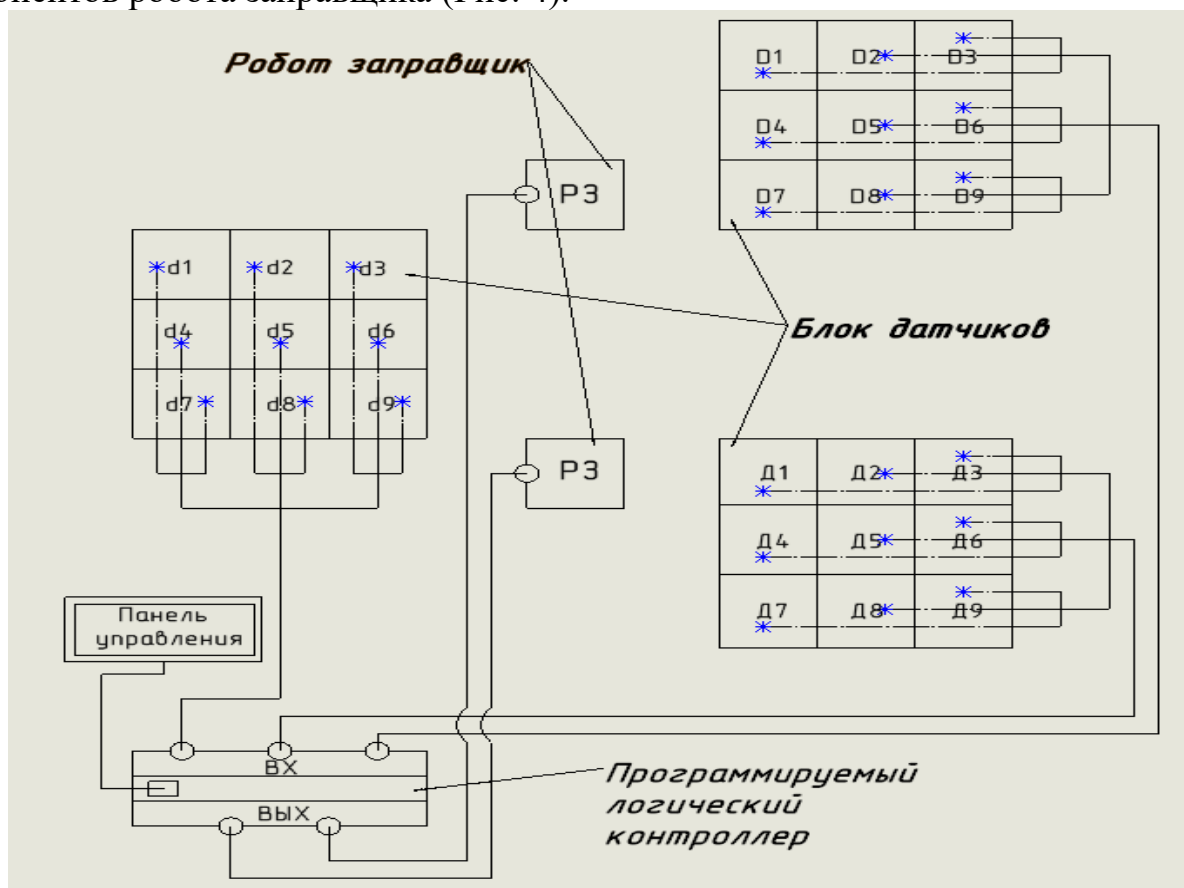 Робот заправщик
D1 D2 D3
D4 D5 D6
D7 D8 D9
РЗ
d1 d2 d3
d4 d5 d6
d7 d8 d9
Блок датчиков
РЗ
Д1 Д2 Д3
Д4 Д5 Д6
Д7 Д8 Д9
Панель
управления
ВХ
ВЫХ
Программируемый
логический
контроллер